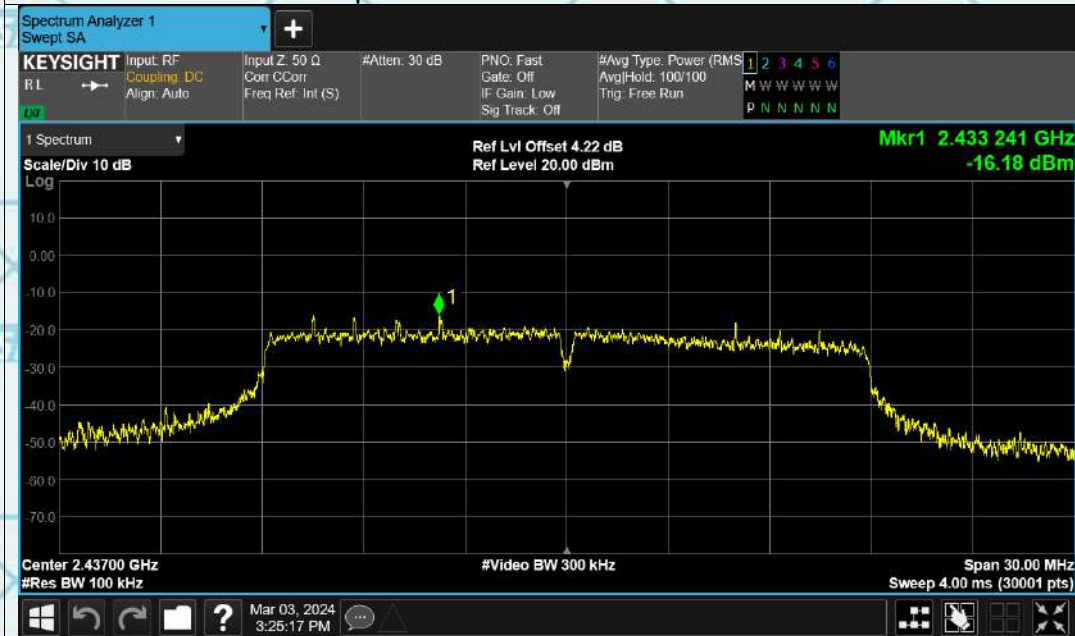 Spectrum Analyzer 1
Swept SA
+
KEYSIGHT Input: RF Input Z: 50 Ω #Atten: 30 dB PNO: Fast #Avg Type: Power (RMS 1 2 3 4 5 6
R L Coupling: DC Corr CCorr Gate: Off Avg|Hold: 100/100 M W W W W W
Align: Auto Freq Ref: Int (S) IF Gain: Low Trig: Free Run
LXI Sig Track: Off P N N N N N
1 Spectrum Ref Lvl Offset 4.22 dB Mkr1 2.433 241 GHz
Scale/Div 10 dB Ref Level 20.00 dBm -16.18 dBm
Log
10.0
0.00
-10.0
1
-20.0
-30.0
-40.0
-50.0
-60.0
-70.0
Center 2.43700 GHz #Video BW 300 kHz Span 30.00 MHz
#Res BW 100 kHz Sweep 4.00 ms (30001 pts)
? Mar 03, 2024
3:25:17 PM